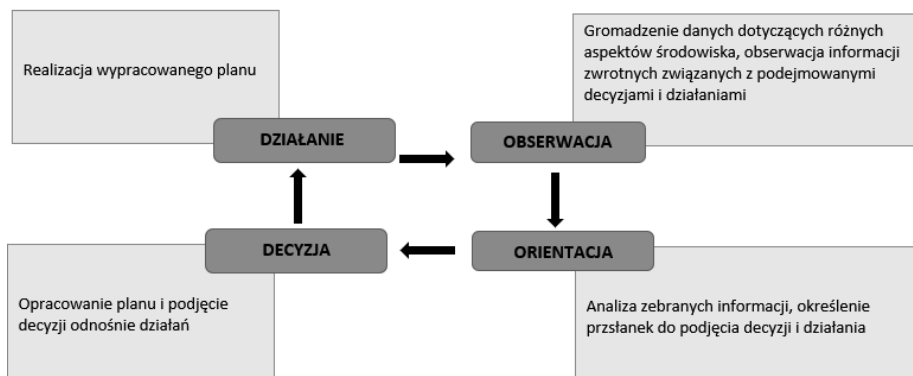 Realizacja wypracowanego planu
DZIAŁANIE
Gromadzenie danych dotyczących różnych
aspektów środowiska, obserwacja informacji
zwrotnych związanych z podejmowanymi
decyzjami i działaniami
OBSERWACJA
DECYZJA
Opracowanie planu i podjęcie
decyzji odnośnie działań
ORIENTACJA
Analiza zebranych informacji, określenie
przsłanek do podjęcia decyzji i działania